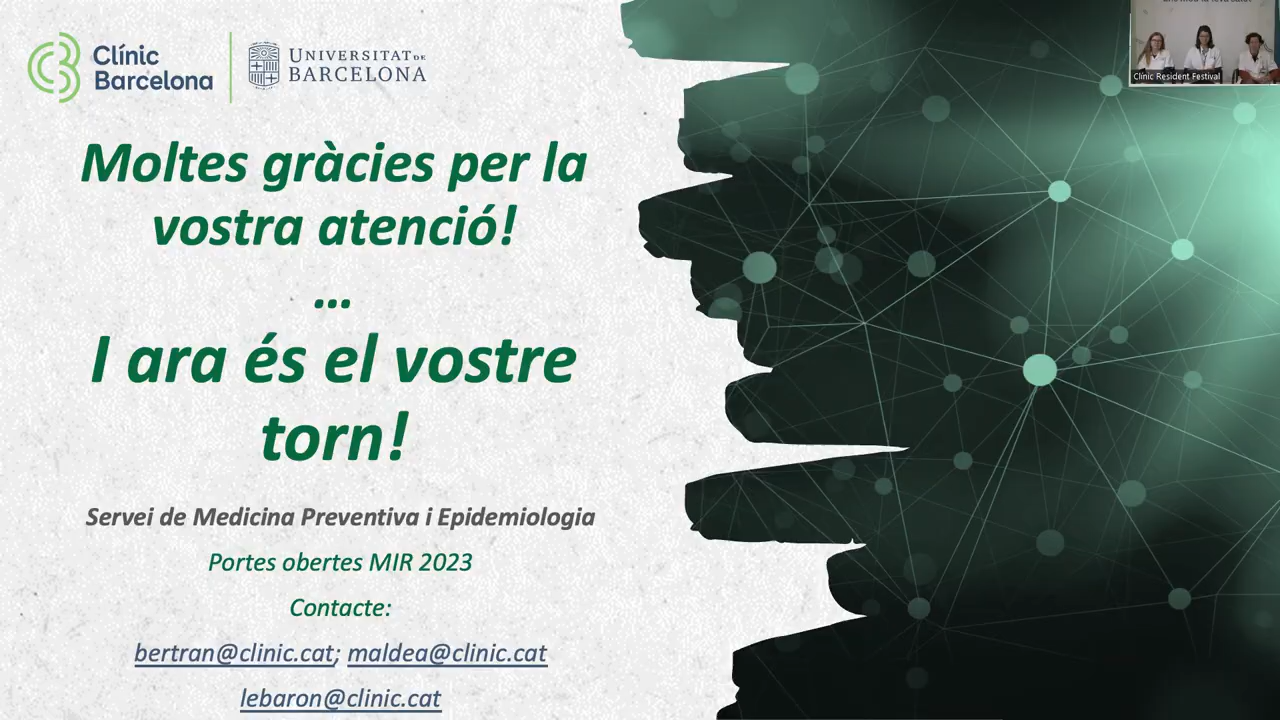 Clínic
Barcelona
UNIVERSITAT DE
BARCELONA
Moltes gràcies per la
vostra atenció!
...
I ara és el vostre
torn!
Servei de Medicina Preventiva i Epidemiologia
Portes obertes MIR 2023
Contacte:
bertran@clinic.cat; maldea@clinic.cat
lebaron@clinic.cat
Clínic Resident Festival